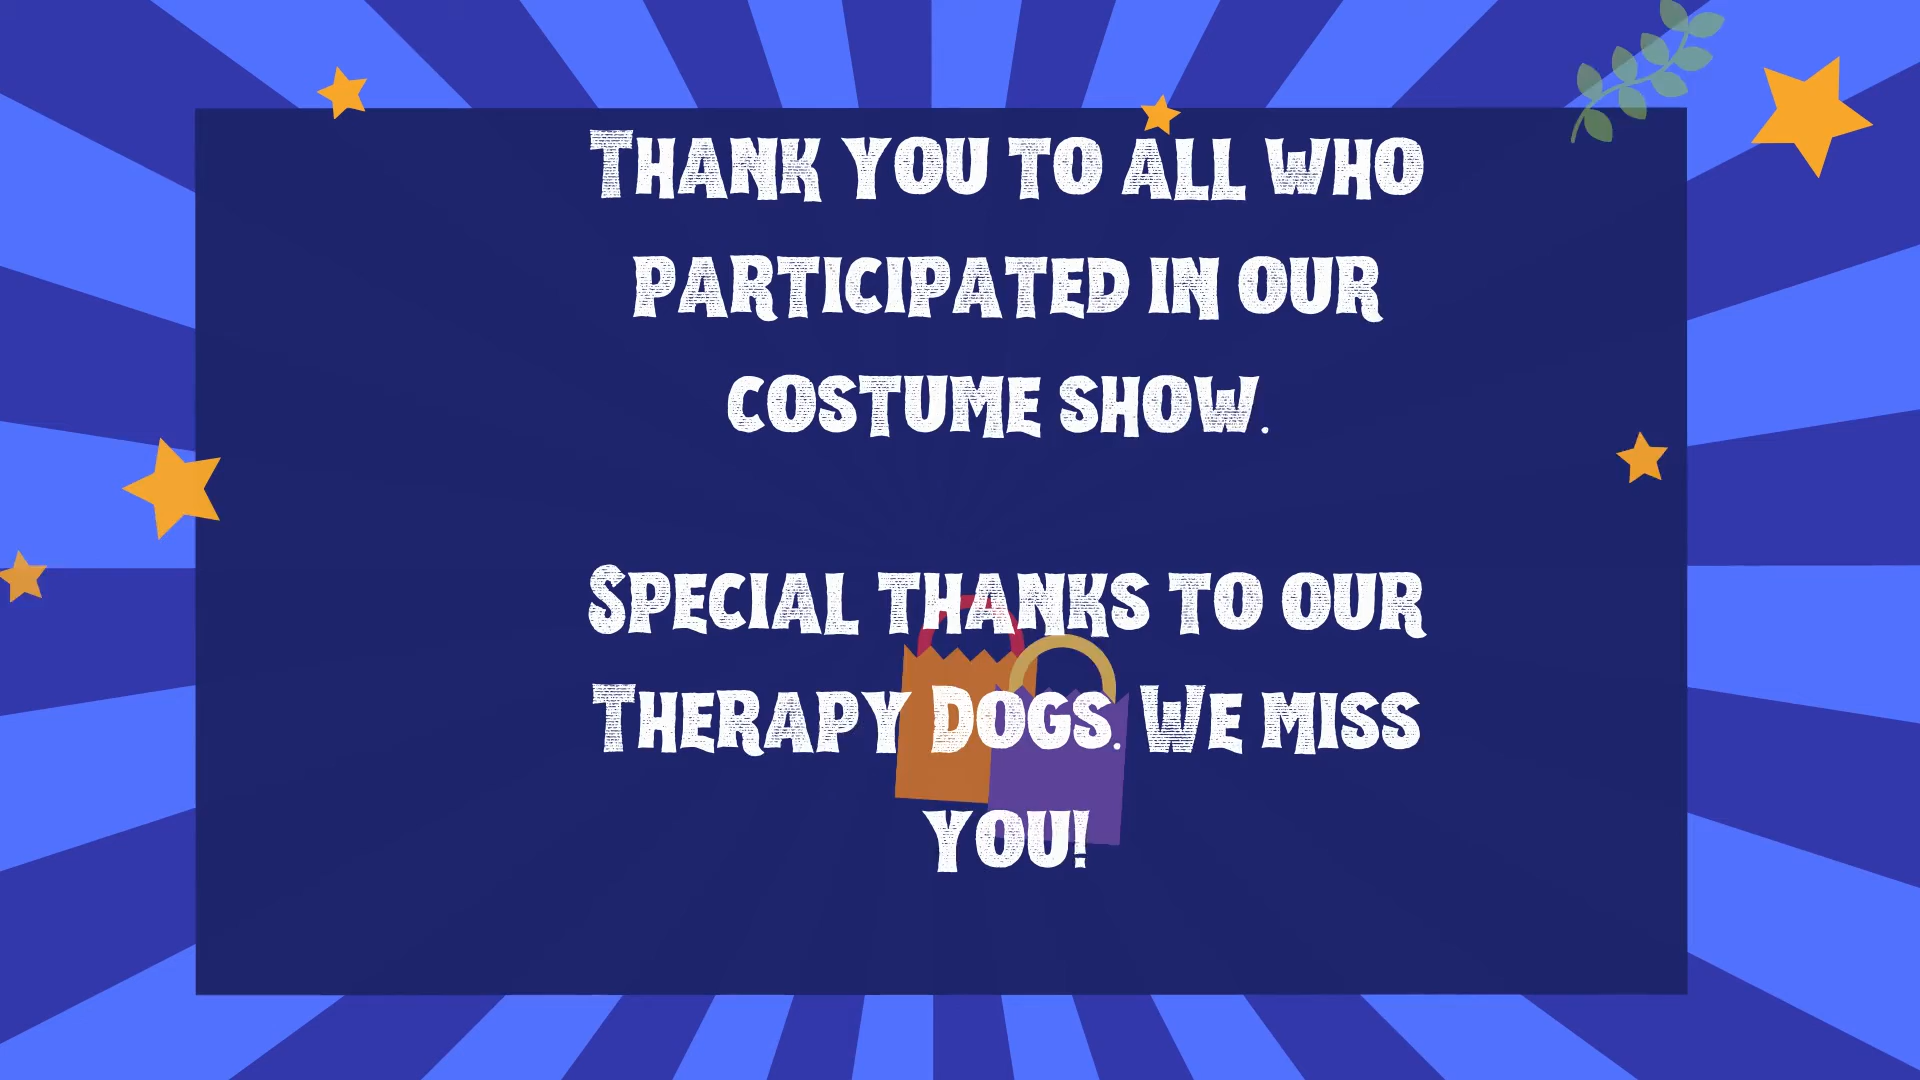 Thank you to all who
participated in our
costume show.
Special thanks to our
Therapy Dogs. We miss
you!